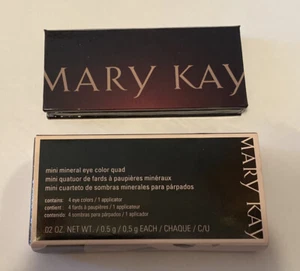 MARY KAY
mini mineral eye color quad
mini quatuor de fards à paupières minéraux
mini cuarteto de sombras minerales para párpados
contains: 4 eye colors / 1 applicator
contient: 4 fards à paupières / 1 applicateur
contenido: 4 sombras para párpados / 1 aplicador
.02 OZ. NET WT. / 0.5 g / 0,5 g EACH / CHAQUE / C/U
MARY KAY